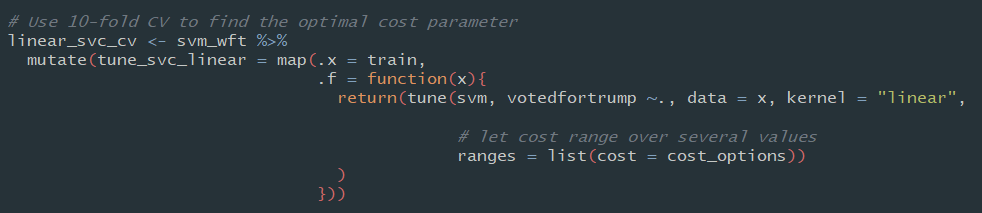 # Use 10-fold CV to find the optimal cost parameter
linear_svc_cv <- svm_wft %>%
  mutate(tune_svc_linear = map(.x = train,
                               .f = function(x){
                                 return(tune(svm, votedfortrump ~., data = x, kernel = "linear",
                                             # let cost range over several values
                                             ranges = list(cost = cost_options))
                                 )
                               }))